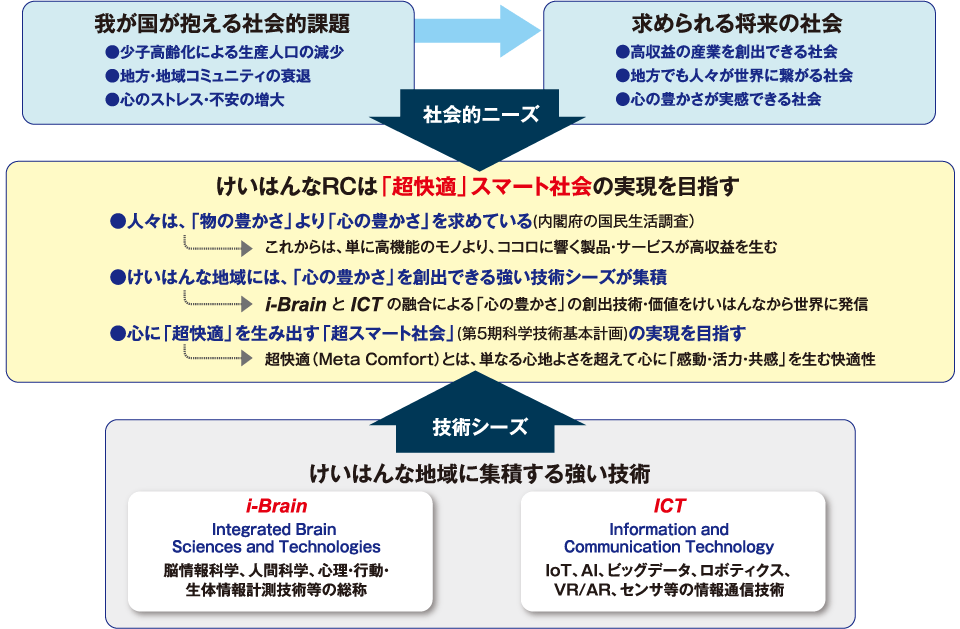 我が国が抱える社会的課題
●少子高齢化による生産人口の減少
●地方・地域コミュニティの衰退
●心のストレス・不安の増大
求められる将来の社会
●高収益の産業を創出できる社会
●地方でも人々が世界に繋がる社会
●心の豊かさが実感できる社会
社会的ニーズ
けいはんなRCは「超快適」スマート社会の実現を目指す
●人々は、「物の豊かさ」より「心の豊かさ」を求めている(内閣府の国民生活調査)
これからは、単に高機能のモノより、ココロに響く製品・サービスが高収益を生む
●けいはんな地域には、「心の豊かさ」を創出できる強い技術シーズが集積
i-Brain と ICT の融合による「心の豊かさ」の創出技術・価値をけいはんなから世界に発信
●心に「超快適」を生み出す「超スマート社会」(第5期科学技術基本計画)の実現を目指す
超快適(Meta Comfort)とは、単なる心地よさを超えて心に「感動・活力・共感」を生む快適性
技術シーズ
けいはんな地域に集積する強い技術
i-Brain
Integrated Brain
Sciences and Technologies
脳情報科学、人間科学、心理・行動・
生体情報計測技術等の総称
ICT
Information and
Communication Technology
IoT、AI、ビッグデータ、ロボティクス、
VR/AR、センサ等の情報通信技術